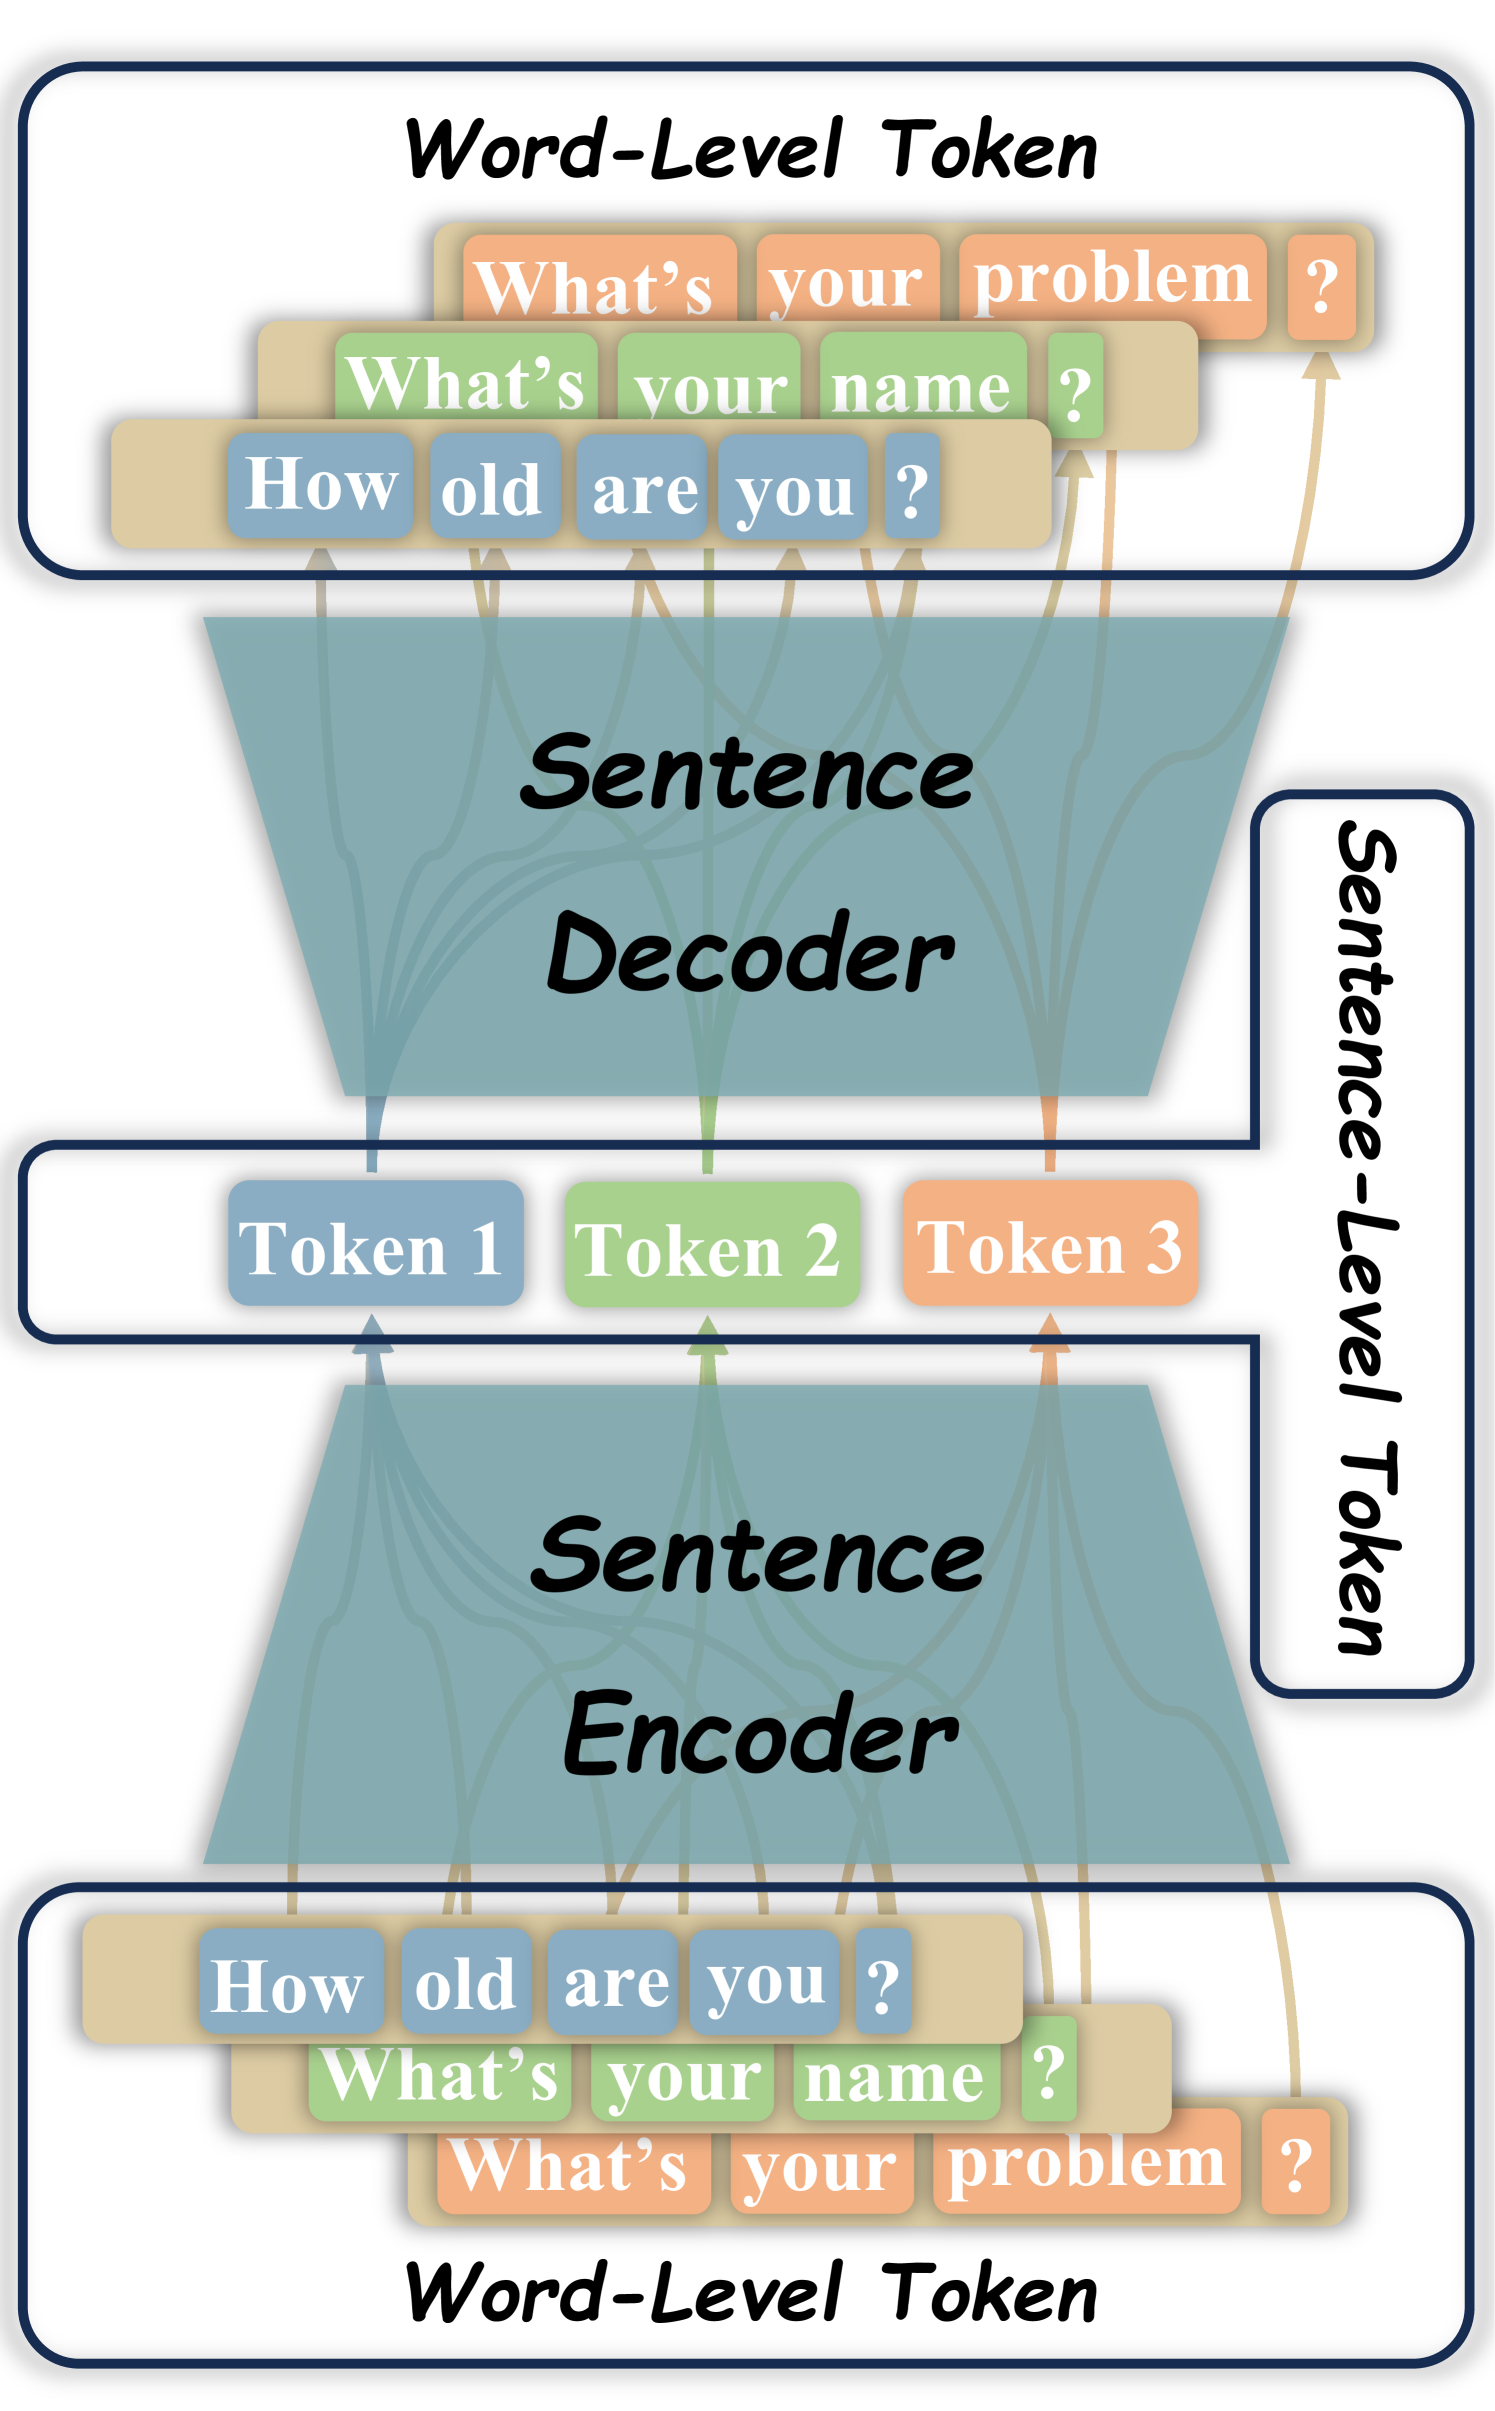 Word-Level Token
What's your problem ?
What's your name ?
How old are you ?
Sentence
Decoder
Sentence-Level Token
Token 1 Token 2 Token 3
Sentence
Encoder
How old are you ?
What's your name ?
What's your problem ?
Word-Level Token